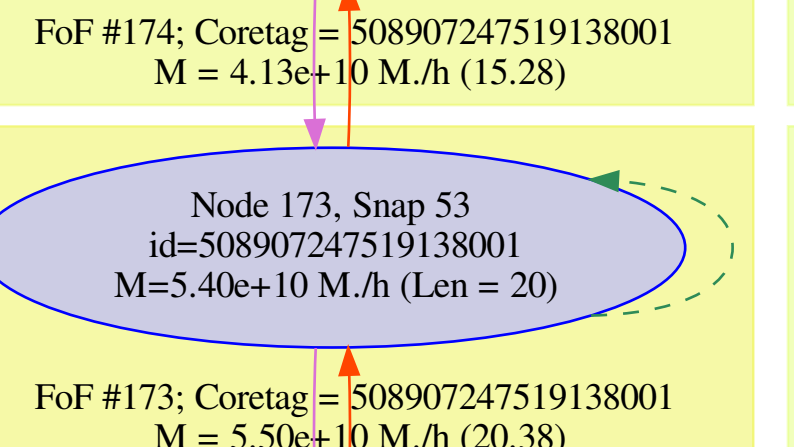 FoF #174; Coretag = 508907247519138001
M = 4.13e+10 M./h (15.28)
Node 173, Snap 53
id=508907247519138001
M=5.40e+10 M./h (Len = 20)
FoF #173; Coretag = 508907247519138001
M = 5.50e+10 M./h (20.38)